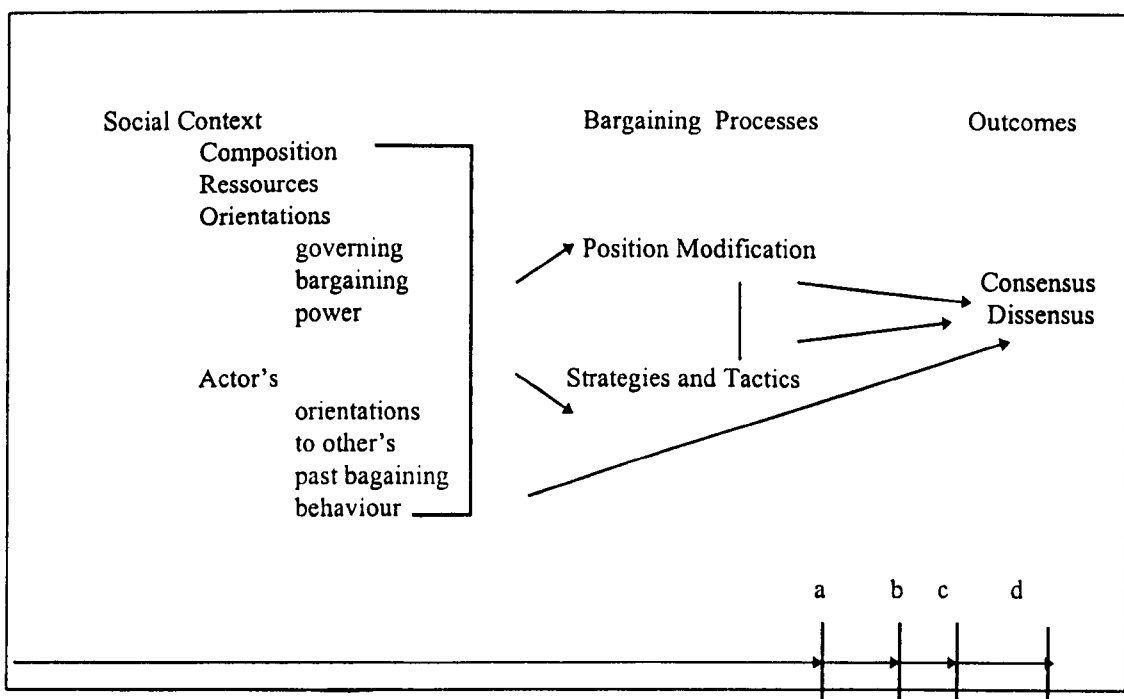 Social Context
Composition
Ressources
Orientations
governing
bargaining
power
Actor's
orientations
to other's
past bagaining
behaviour
Bargaining Processes
Position Modification
Strategies and Tactics
Outcomes
Consensus
Dissensus
a b c d